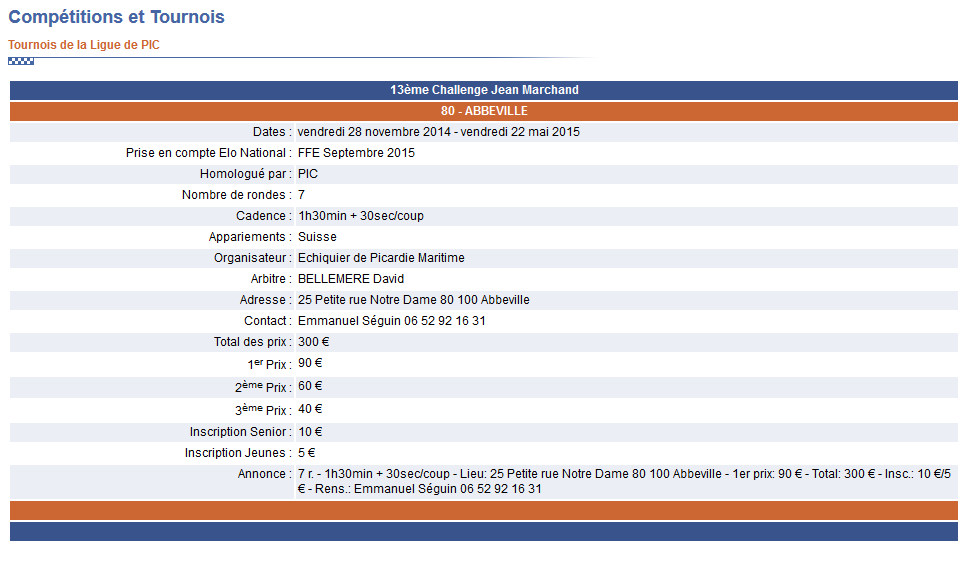 Compétitions et Tournois
Tournois de la Ligue de PIC
13ème Challenge Jean Marchand
80 - ABBEVILLE
Dates : vendredi 28 novembre 2014 - vendredi 22 mai 2015
Prise en compte Elo National : FFE Septembre 2015
Homologué par : PIC
Nombre de rondes : 7
Cadence : 1h30min + 30sec/coup
Appariements : Suisse
Organisateur : Echiquier de Picardie Maritime
Arbitre : BELLEMERE David
Adresse : 25 Petite rue Notre Dame 80 100 Abbeville
Contact : Emmanuel Séguin 06 52 92 16 31
Total des prix : 300 €
1er Prix : 90 €
2ème Prix : 60 €
3ème Prix : 40 €
Inscription Senior : 10 €
Inscription Jeunes : 5 €
Annonce : 7 r. - 1h30min + 30sec/coup - Lieu: 25 Petite rue Notre Dame 80 100 Abbeville - 1er prix: 90 € - Total: 300 € - Insc.: 10 €/5
€ - Rens.: Emmanuel Séguin 06 52 92 16 31